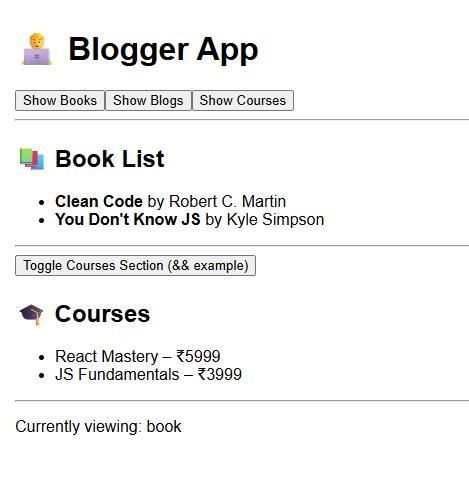 Blogger App
Show Books Show Blogs Show Courses
Book List
Clean Code by Robert C. Martin
You Don't Know JS by Kyle Simpson
Toggle Courses Section (&& example)
Courses
React Mastery – ₹5999
JS Fundamentals – ₹3999
Currently viewing: book